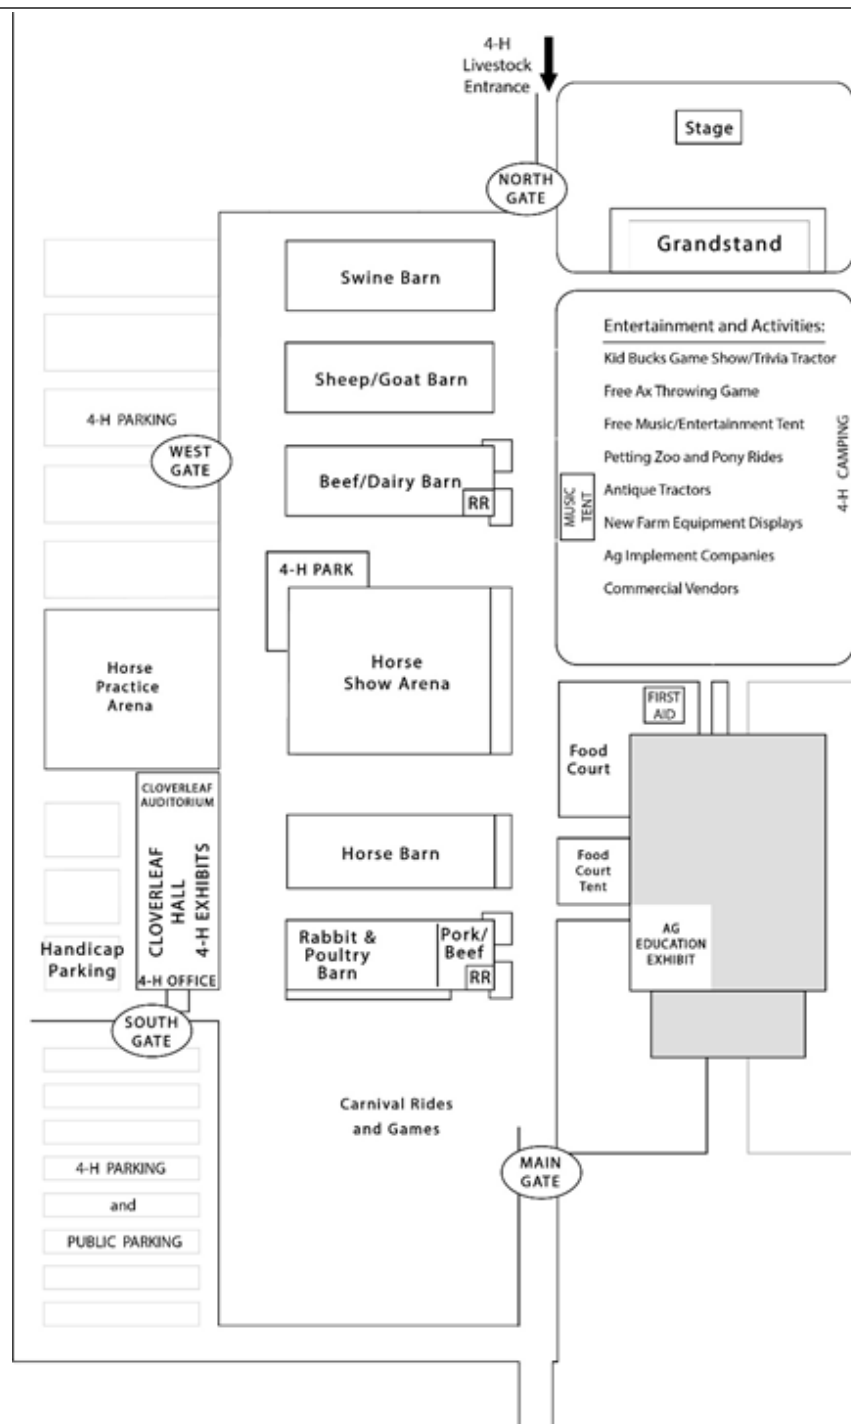 4-H
Livestock
Entrance
Stage
NORTH
GATE
Grandstand
Swine Barn
Entertainment and Activities:
Kid Bucks Game Show/Trivia Tractor
Free Ax Throwing Game
Free Music/Entertainment Tent
Petting Zoo and Pony Rides
Antique Tractors
New Farm Equipment Displays
Ag Implement Companies
Commercial Vendors
4-H CAMPING
MUSIC
TENT
Sheep/Goat Barn
4-H PARKING
WEST
GATE
Beef/Dairy Barn
RR
4-H PARK
Horse
Show Arena
Horse
Practice
Arena
FIRST
AID
Food
Court
CLOVERLEAF
AUDITORIUM
CLOVERLEAF
HALL
4-H EXHIBITS
4-H OFFICE
Horse Barn
Food
Court
Tent
Handicap
Parking
Rabbit &
Poultry
Barn
Pork/
Beef
RR
AG
EDUCATION
EXHIBIT
SOUTH
GATE
Carnival Rides
and Games
MAIN
GATE
4-H PARKING
and
PUBLIC PARKING